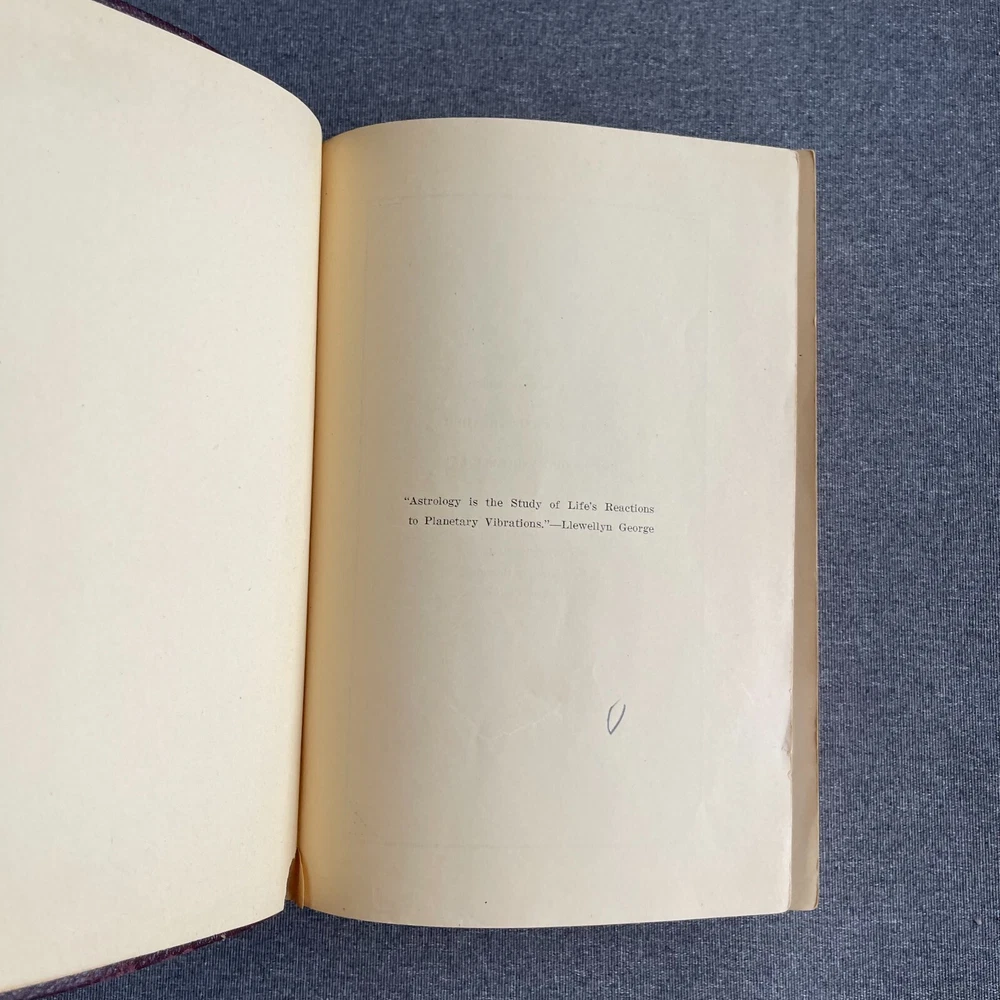 "Astrology is the Study of Life's Reactions
to Planetary Vibrations."—Llewellyn George